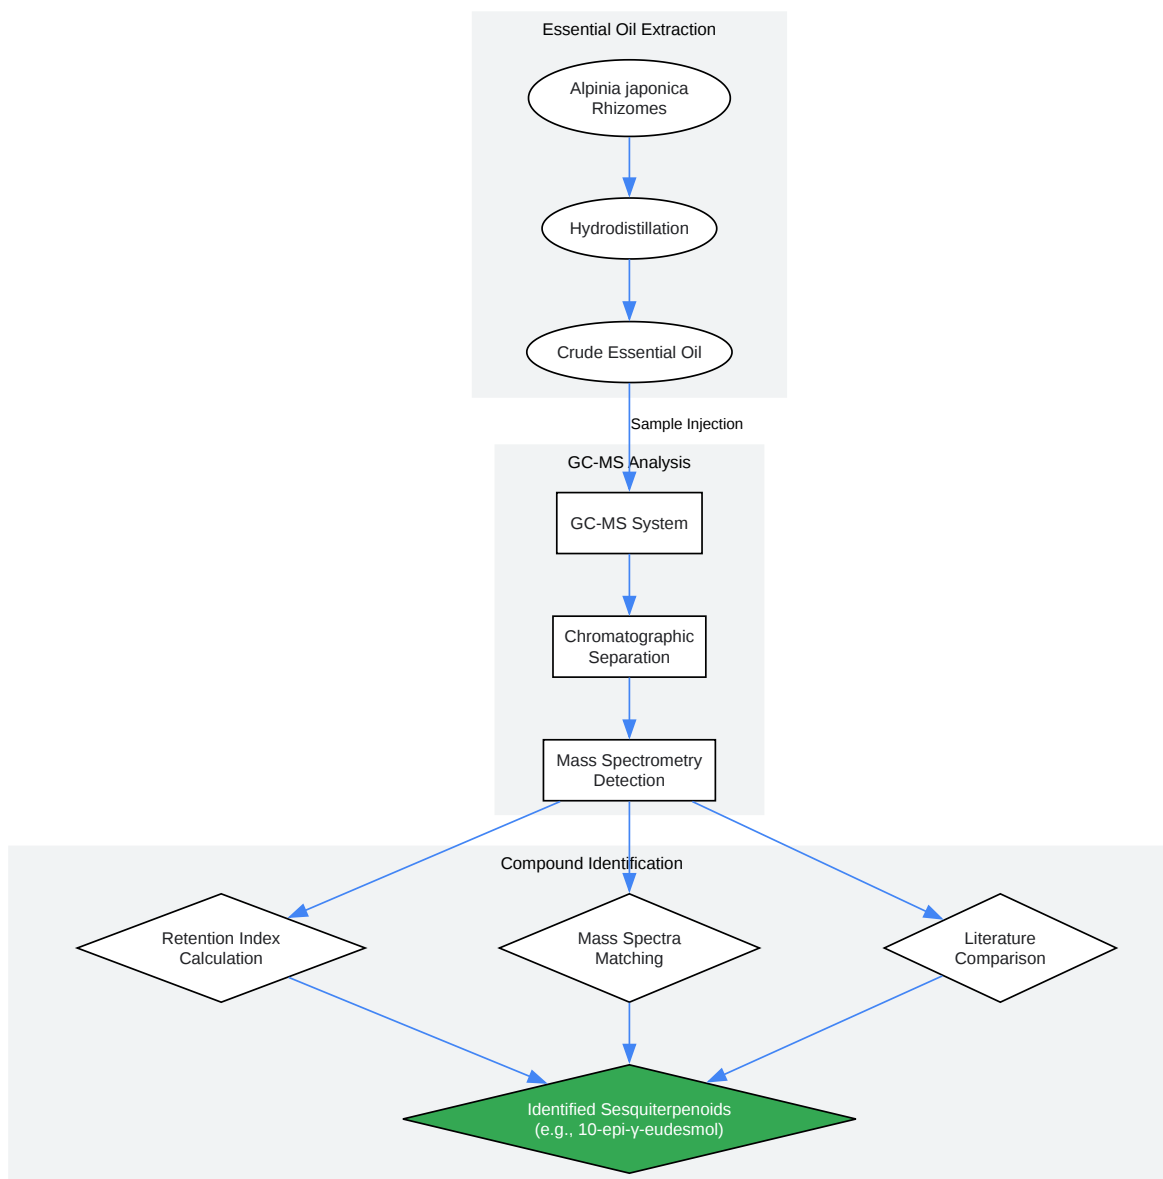 Essential Oil Extraction
Alpinia japonica
Rhizomes
Hydrodistillation
Crude Essential Oil
Sample Injection
GC-MS Analysis
GC-MS System
Chromatographic
Separation
Mass Spectrometry
Detection
Compound Identification
Retention Index
Calculation
Mass Spectra
Matching
Literature
Comparison
Identified Sesquiterpenoids
(e.g., 10-epi-γ-eudesmol)